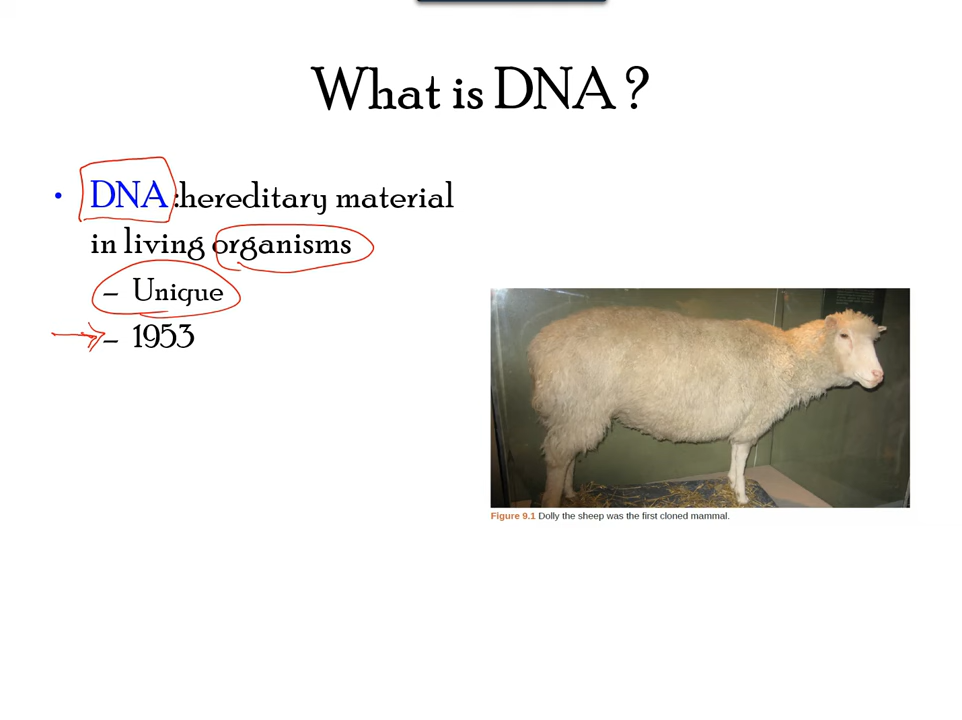 What is DNA ?
• DNA :hereditary material
in living organisms
– Unique
– 1953
Figure 9.1 Dolly the sheep was the first cloned mammal.